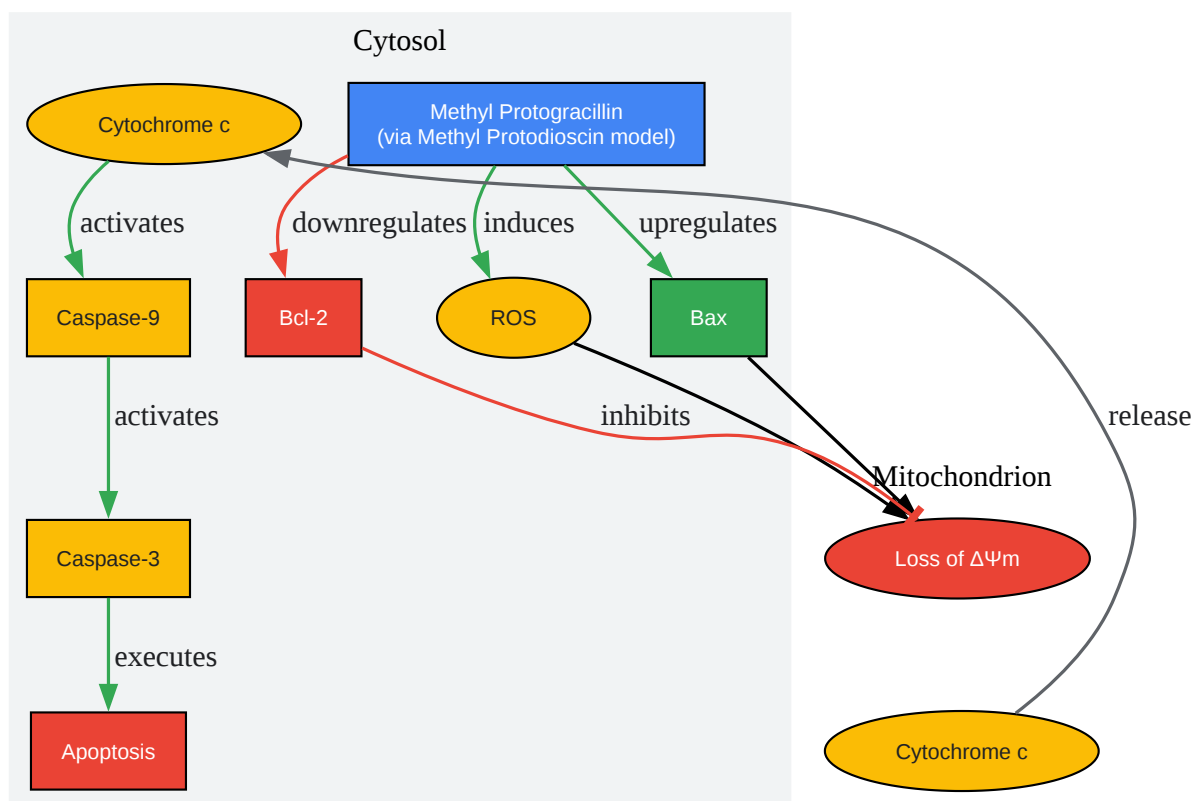 Cytosol
Cytochrome c
Methyl Protogracillin
(via Methyl Protodioscin model)
activates
downregulates
induces
upregulates
Caspase-9
Bcl-2
ROS
Bax
activates
inhibits
release
Mitochondrion
Caspase-3
Loss of ΔΨm
executes
Apoptosis
Cytochrome c